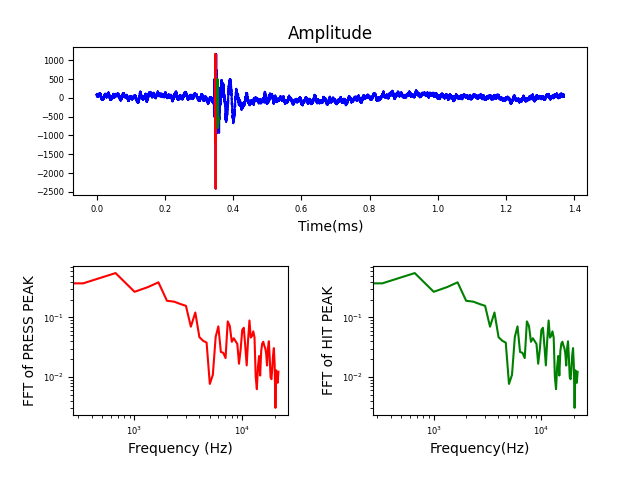 Amplitude
1000
500
0
−500
−1000
−1500
−2000
−2500
0.0 0.2 0.4 0.6 0.8 1.0 1.2 1.4
Time(ms)
FFT of PRESS PEAK
10⁻¹
10⁻²
10³ 10⁴
Frequency (Hz)
FFT of HIT PEAK
10⁻¹
10⁻²
10³ 10⁴
Frequency(Hz)